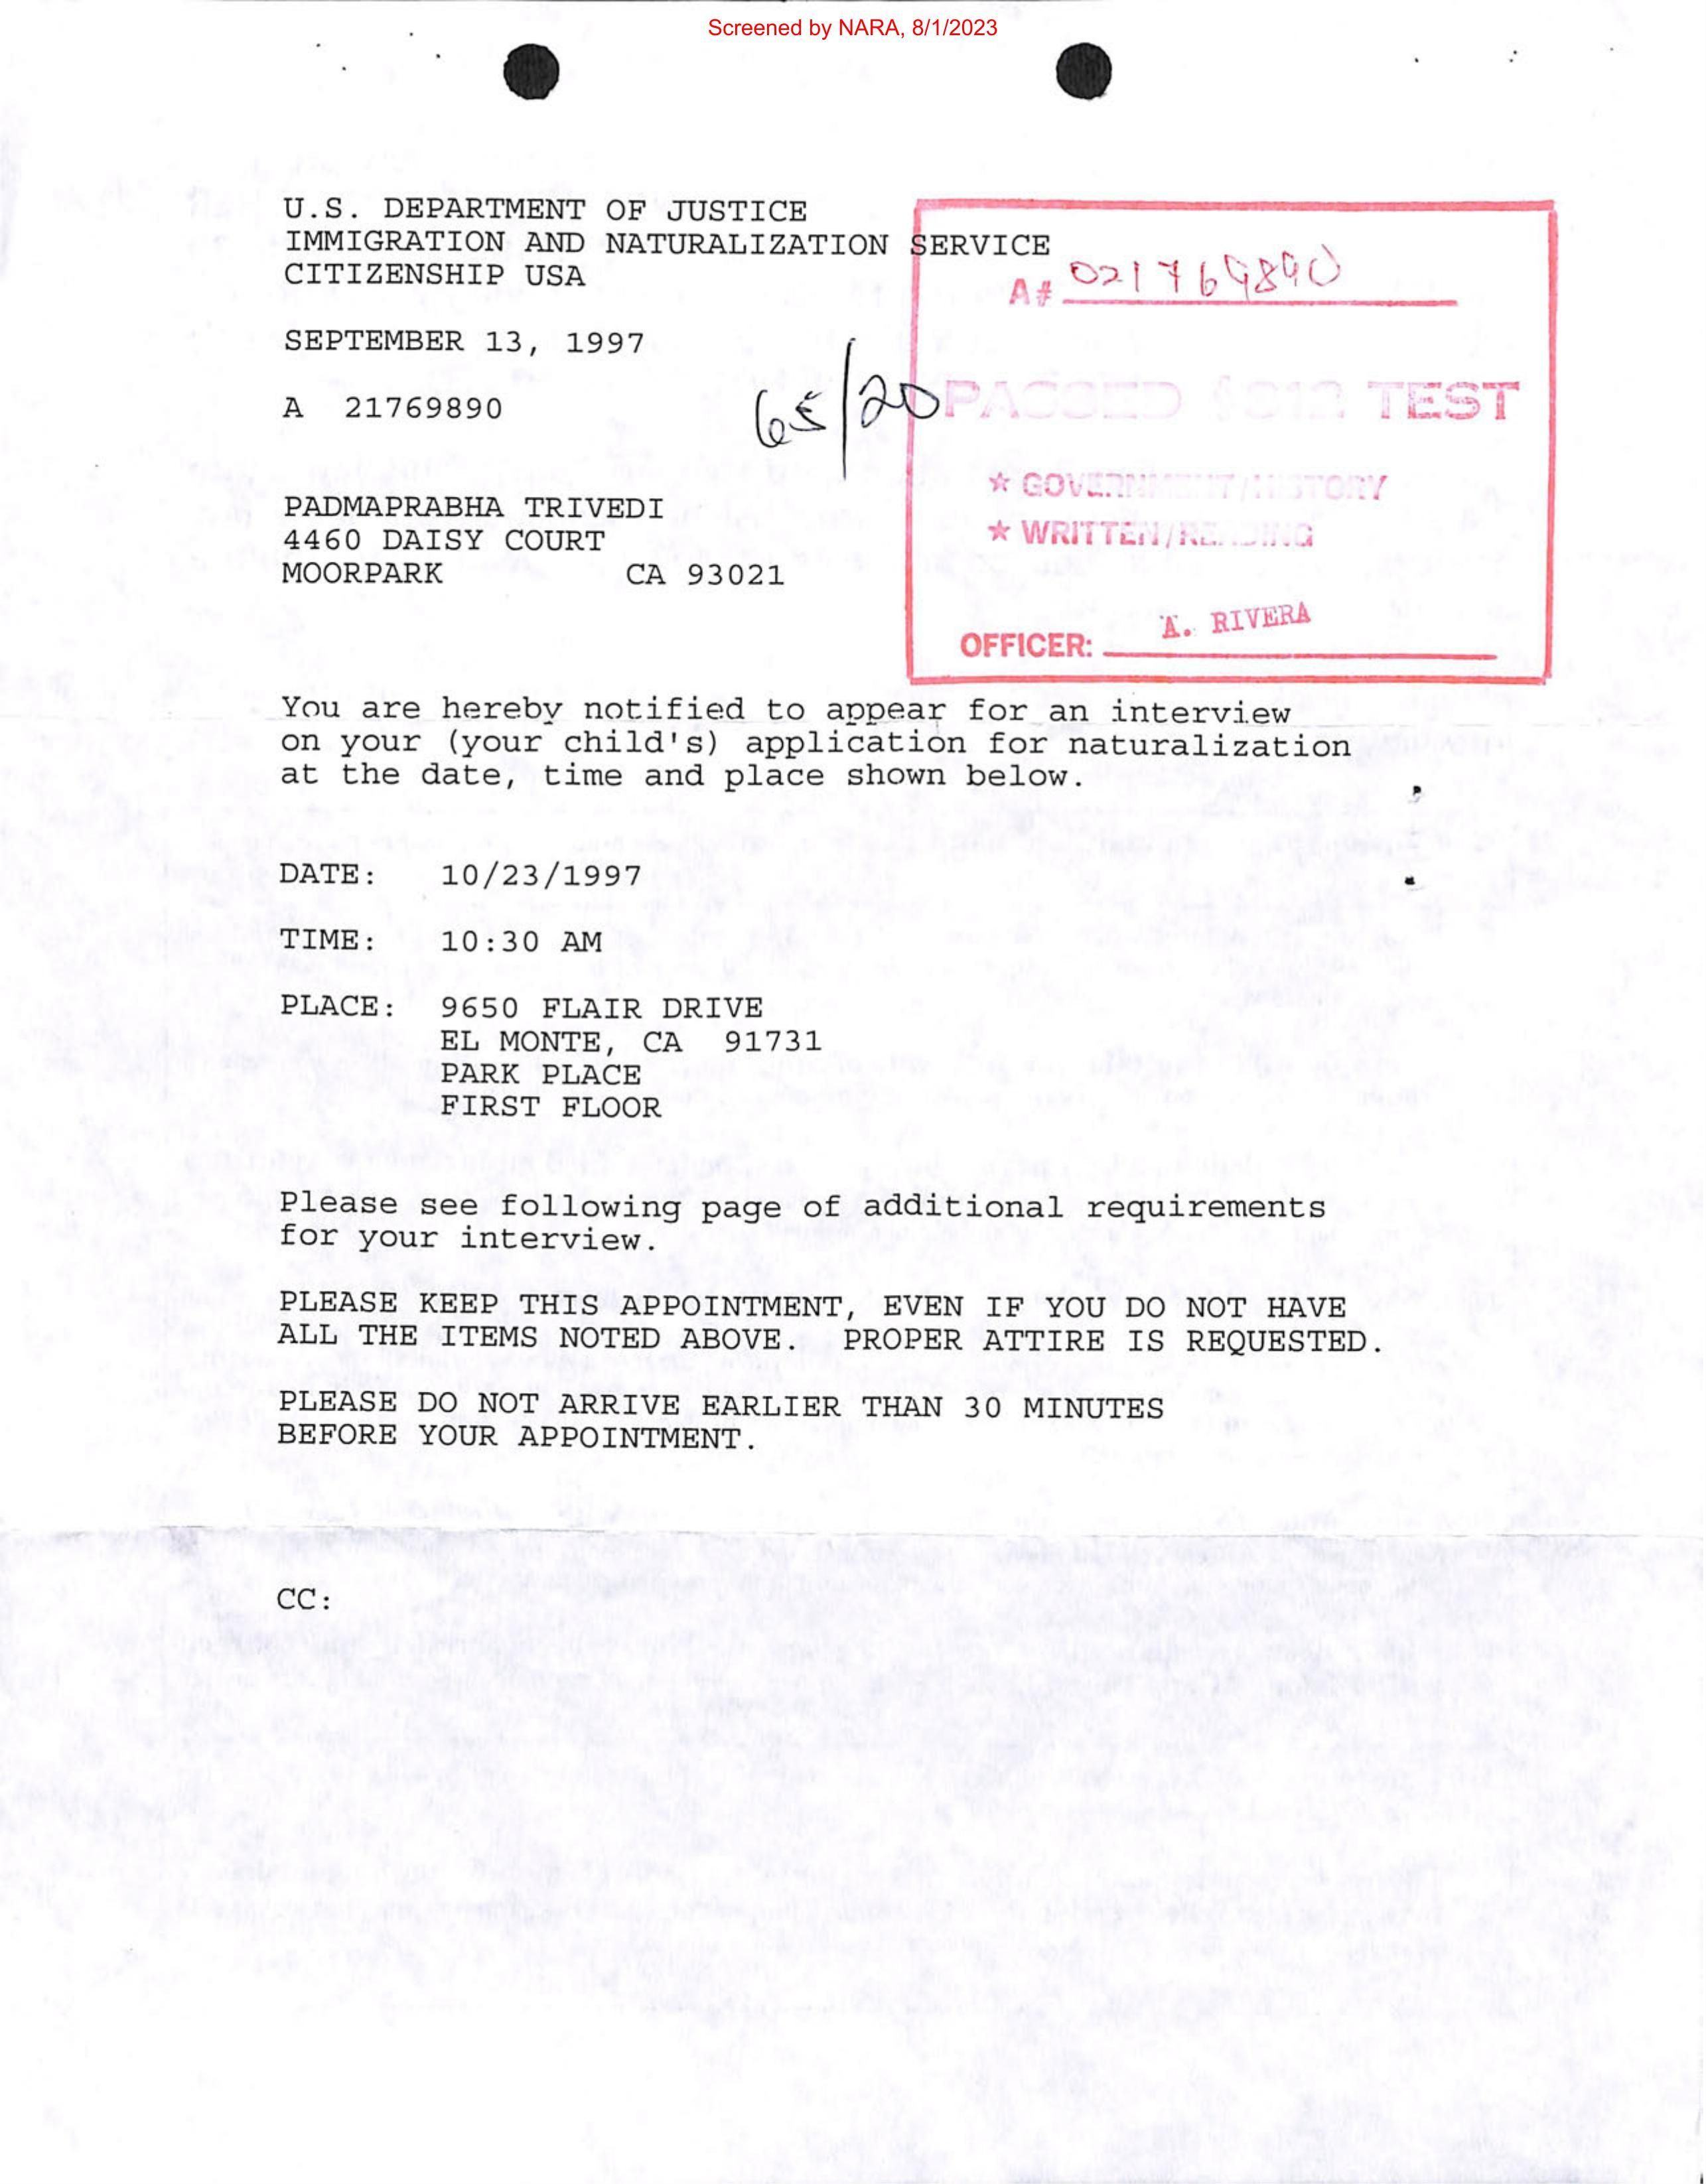 Screened by NARA, 8/1/2023
U.S. DEPARTMENT OF JUSTICE
IMMIGRATION AND NATURALIZATION SERVICE
CITIZENSHIP USA
A# 021769890
SEPTEMBER 13, 1997
A 21769890
65/20
PASSED §312 TEST
★ GOVERNMENT/HISTORY
★ WRITTEN/READING
PADMAPRABHA TRIVEDI
4460 DAISY COURT
MOORPARK CA 93021
OFFICER: A. RIVERA
You are hereby notified to appear for an interview
on your (your child's) application for naturalization
at the date, time and place shown below.
DATE: 10/23/1997
TIME: 10:30 AM
PLACE: 9650 FLAIR DRIVE
EL MONTE, CA 91731
PARK PLACE
FIRST FLOOR
Please see following page of additional requirements
for your interview.
PLEASE KEEP THIS APPOINTMENT, EVEN IF YOU DO NOT HAVE
ALL THE ITEMS NOTED ABOVE. PROPER ATTIRE IS REQUESTED.
PLEASE DO NOT ARRIVE EARLIER THAN 30 MINUTES
BEFORE YOUR APPOINTMENT.
CC: